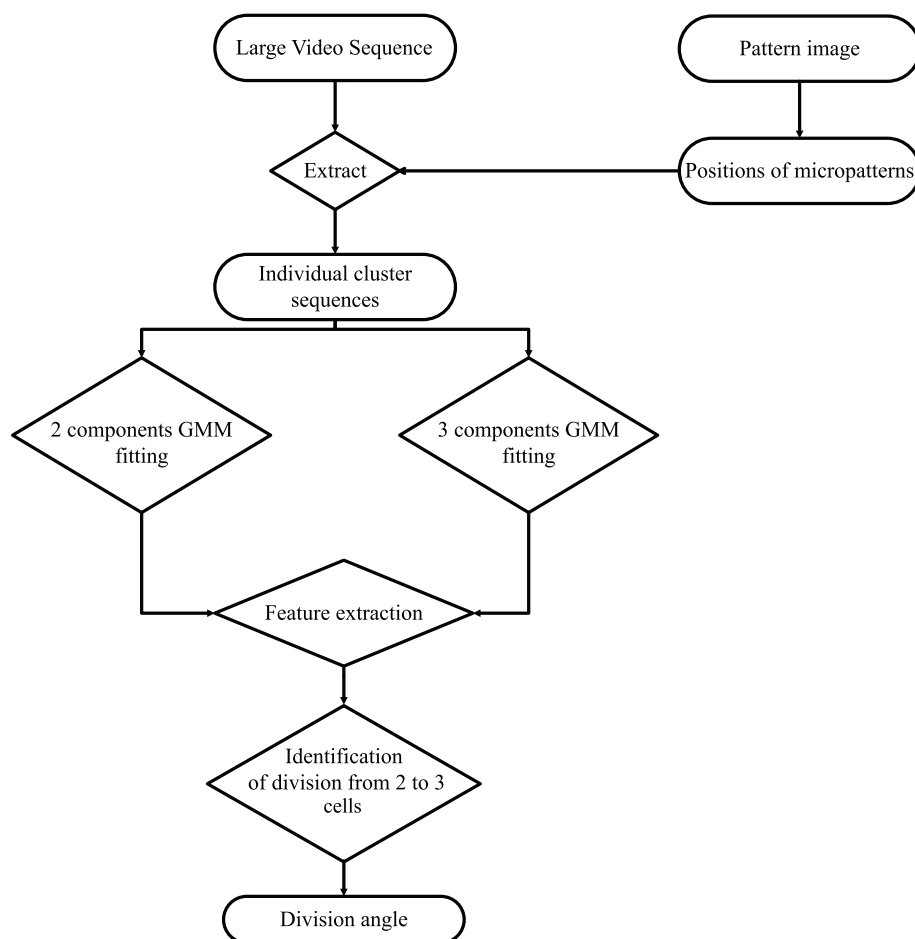 Large Video Sequence
Pattern image
Extract
Positions of micropatterns
Individual cluster
sequences
2 components GMM
fitting
3 components GMM
fitting
Feature extraction
Identification
of division from 2 to 3
cells
Division angle